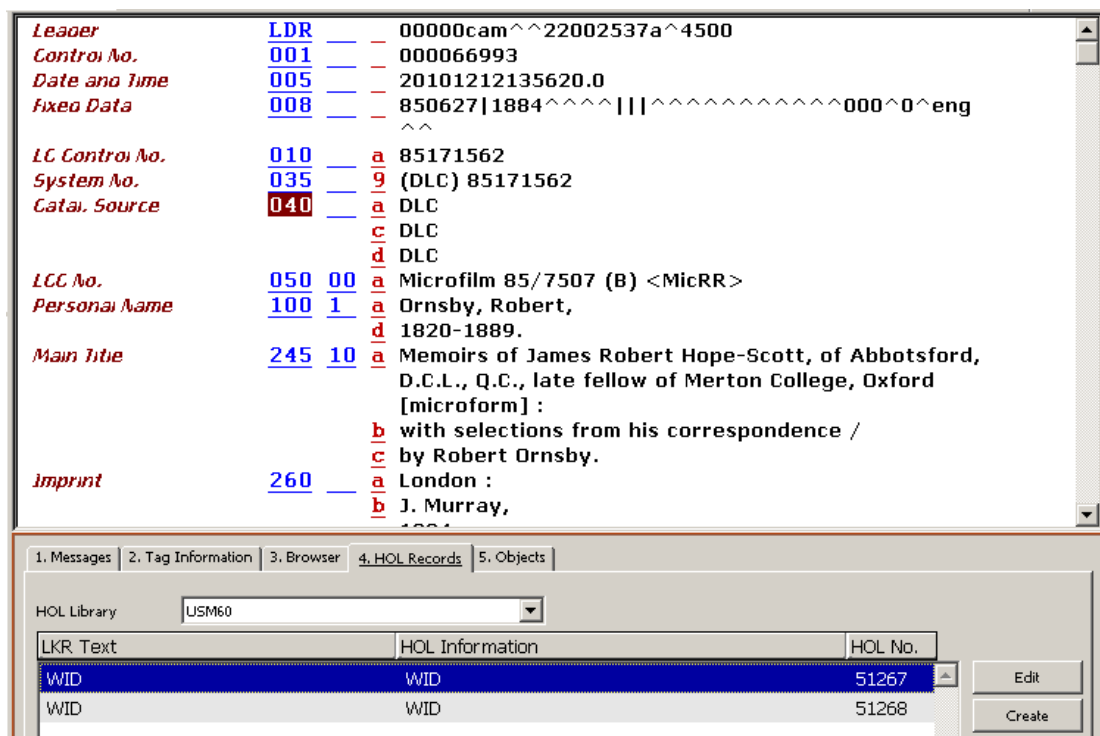 Leader LDR 00000cam^^22002537a^4500
Control No. 001 000066993
Date and Time 005 20101212135620.0
Fixed Data 008 850627|1884^^^^|||^^^^^^^^^^^000^0^eng
^^
LC Control No. 010 a 85171562
System No. 035 9 (DLC) 85171562
Catal. Source 040 a DLC
c DLC
d DLC
LCC No. 050 00 a Microfilm 85/7507 (B) <MicRR>
Personal Name 100 1 a Ornsby, Robert,
d 1820-1889.
Main Title 245 10 a Memoirs of James Robert Hope-Scott, of Abbotsford,
D.C.L., Q.C., late fellow of Merton College, Oxford
[microform] :
b with selections from his correspondence /
c by Robert Ornsby.
Imprint 260 a London :
b J. Murray,
1. Messages 2. Tag Information 3. Browser 4. HOL Records 5. Objects
HOL Library USM60
LKR Text HOL Information HOL No.
WID WID 51267 Edit
WID WID 51268 Create